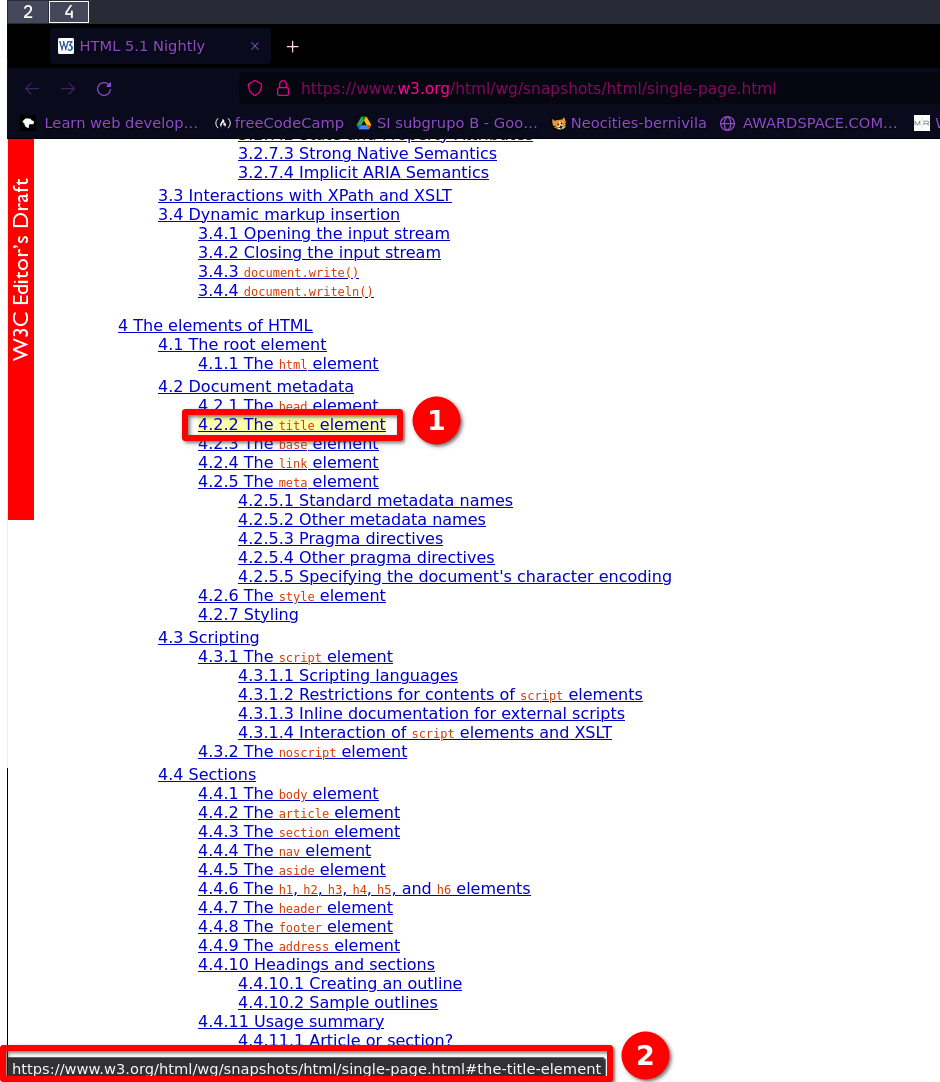 2 4
HTML 5.1 Nightly × +
https://www.w3.org/html/wg/snapshots/html/single-page.html
Learn web develop... freeCodeCamp SI subgrupo B - Goo... Neocities-bernivila AWARDSPACE.COM...
W3C Editor's Draft
3.2.7.3 Strong Native Semantics
3.2.7.4 Implicit ARIA Semantics
3.3 Interactions with XPath and XSLT
3.4 Dynamic markup insertion
3.4.1 Opening the input stream
3.4.2 Closing the input stream
3.4.3 document.write()
3.4.4 document.writeln()
4 The elements of HTML
4.1 The root element
4.1.1 The html element
4.2 Document metadata
4.2.1 The head element
4.2.2 The title element 1
4.2.3 The base element
4.2.4 The link element
4.2.5 The meta element
4.2.5.1 Standard metadata names
4.2.5.2 Other metadata names
4.2.5.3 Pragma directives
4.2.5.4 Other pragma directives
4.2.5.5 Specifying the document's character encoding
4.2.6 The style element
4.2.7 Styling
4.3 Scripting
4.3.1 The script element
4.3.1.1 Scripting languages
4.3.1.2 Restrictions for contents of script elements
4.3.1.3 Inline documentation for external scripts
4.3.1.4 Interaction of script elements and XSLT
4.3.2 The noscript element
4.4 Sections
4.4.1 The body element
4.4.2 The article element
4.4.3 The section element
4.4.4 The nav element
4.4.5 The aside element
4.4.6 The h1, h2, h3, h4, h5, and h6 elements
4.4.7 The header element
4.4.8 The footer element
4.4.9 The address element
4.4.10 Headings and sections
4.4.10.1 Creating an outline
4.4.10.2 Sample outlines
4.4.11 Usage summary
4.4.11.1 Article or section?
https://www.w3.org/html/wg/snapshots/html/single-page.html#the-title-element 2